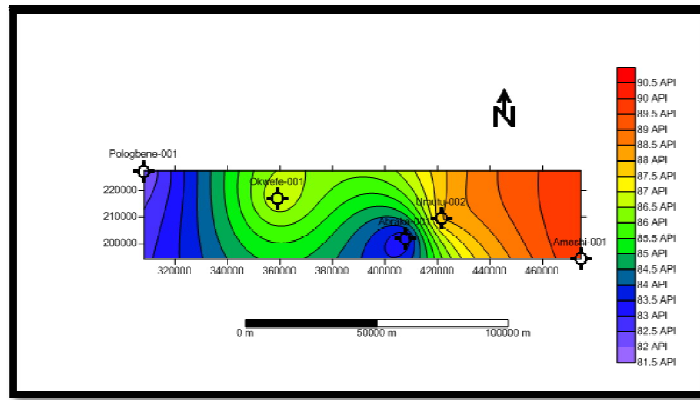 N
Pologbene-001
Okwefe-001
Umutu-002
Abraka-001
Amoshi-001
220000
210000
200000
320000
340000
360000
380000
400000
420000
440000
460000
0 m
50000 m
100000 m
90.5 API
90 API
89.5 API
89 API
88.5 API
88 API
87.5 API
87 API
86.5 API
86 API
85.5 API
85 API
84.5 API
84 API
83.5 API
83 API
82.5 API
82 API
81.5 API